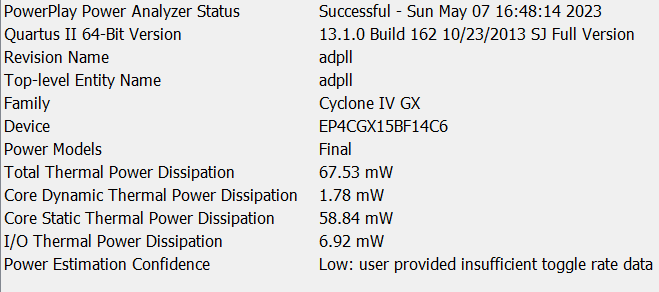 PowerPlay Power Analyzer Status Successful - Sun May 07 16:48:14 2023
Quartus II 64-Bit Version 13.1.0 Build 162 10/23/2013 SJ Full Version
Revision Name adpll
Top-level Entity Name adpll
Family Cyclone IV GX
Device EP4CGX15BF14C6
Power Models Final
Total Thermal Power Dissipation 67.53 mW
Core Dynamic Thermal Power Dissipation 1.78 mW
Core Static Thermal Power Dissipation 58.84 mW
I/O Thermal Power Dissipation 6.92 mW
Power Estimation Confidence Low: user provided insufficient toggle rate data